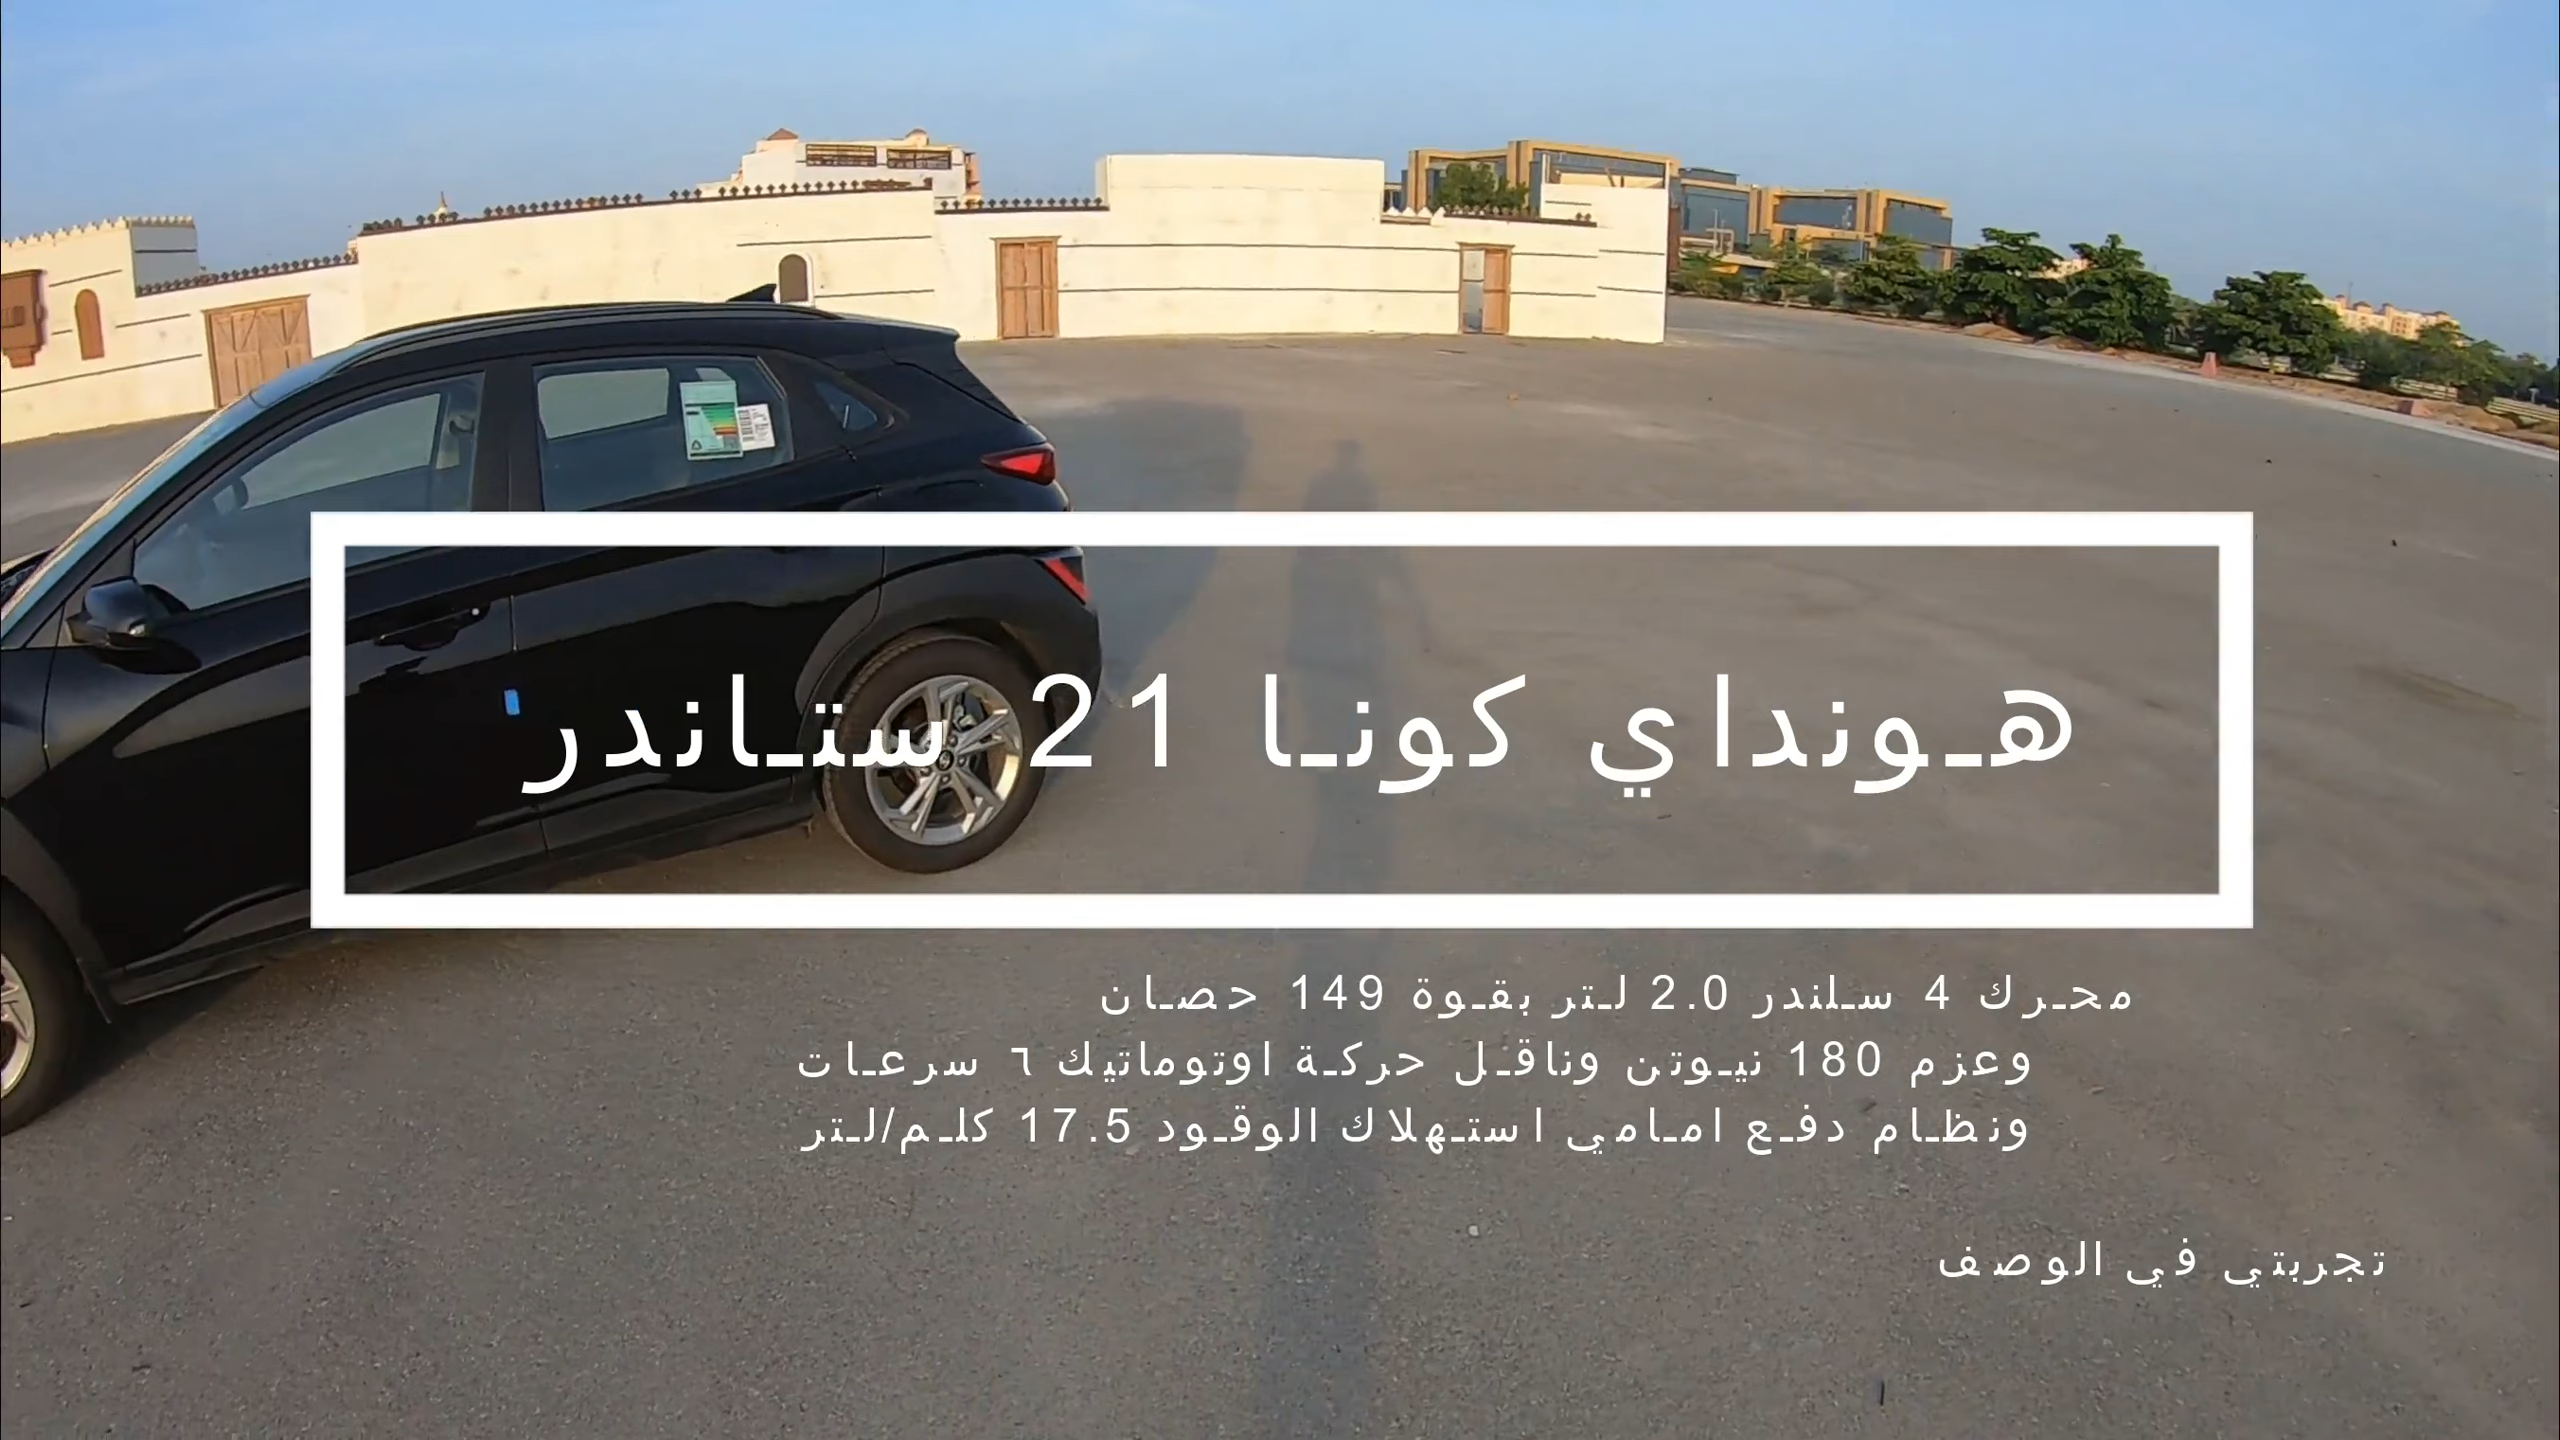 هونداي كونا 21 ستاندر
محرك 4 سلندر 2.0 لتر بقوة 149 حصان
وعزم 180 نيوتن وناقل حركة اوتوماتيك ٦ سرعات
ونظام دفع امامي استهلاك الوقود 17.5 كلم/لتر
تجربتي في الوصف